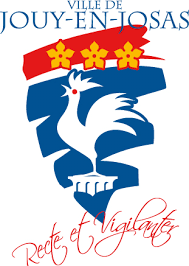 VILLE DE
JOUY-EN-JOSAS
Recte et Vigilanter